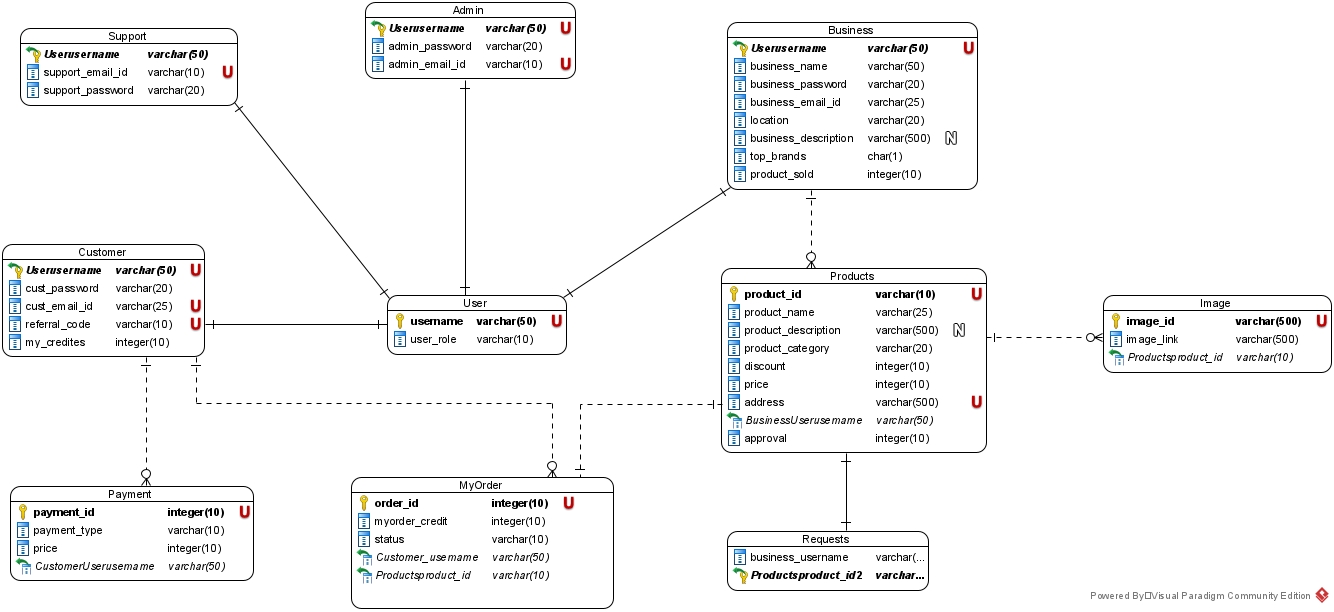 Support
Userusername varchar(50)
support_email_id varchar(10) U
support_password varchar(20)
Admin
Userusername varchar(50) U
admin_password varchar(20)
admin_email_id varchar(10) U
Business
Userusername varchar(50) U
business_name varchar(50)
business_password varchar(20)
business_email_id varchar(25)
location varchar(20)
business_description varchar(500) N
top_brands char(1)
product_sold integer(10)
Customer
Userusername varchar(50) U
cust_password varchar(20)
cust_email_id varchar(25) U
referral_code varchar(10) U
my_credites integer(10)
User
username varchar(50) U
user_role varchar(10)
Products
product_id varchar(10) U
product_name varchar(25)
product_description varchar(500) N
product_category varchar(20)
discount integer(10)
price integer(10)
address varchar(500) U
BusinessUserusername varchar(50)
approval integer(10)
Image
image_id varchar(500) U
image_link varchar(500)
Productsproduct_id varchar(10)
Payment
payment_id integer(10) U
payment_type varchar(10)
price integer(10)
CustomerUserusername varchar(50)
MyOrder
order_id integer(10) U
myorder_credit integer(10)
status varchar(10)
Customer_username varchar(50)
Productsproduct_id varchar(10)
Requests
business_username varchar(...
Productsproduct_id2 varchar...
Powered By Visual Paradigm Community Edition